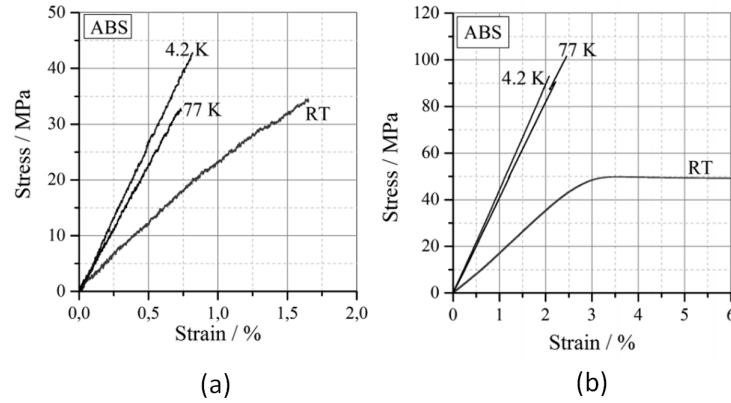 ABS
50
40
30
20
10
0
Stress / MPa
4.2 K
77 K
RT
0,0 0,5 1,0 1,5 2,0
Strain / %
(a)
ABS
120
100
80
60
40
20
0
Stress / MPa
77 K
4.2 K
RT
0 1 2 3 4 5 6
Strain / %
(b)